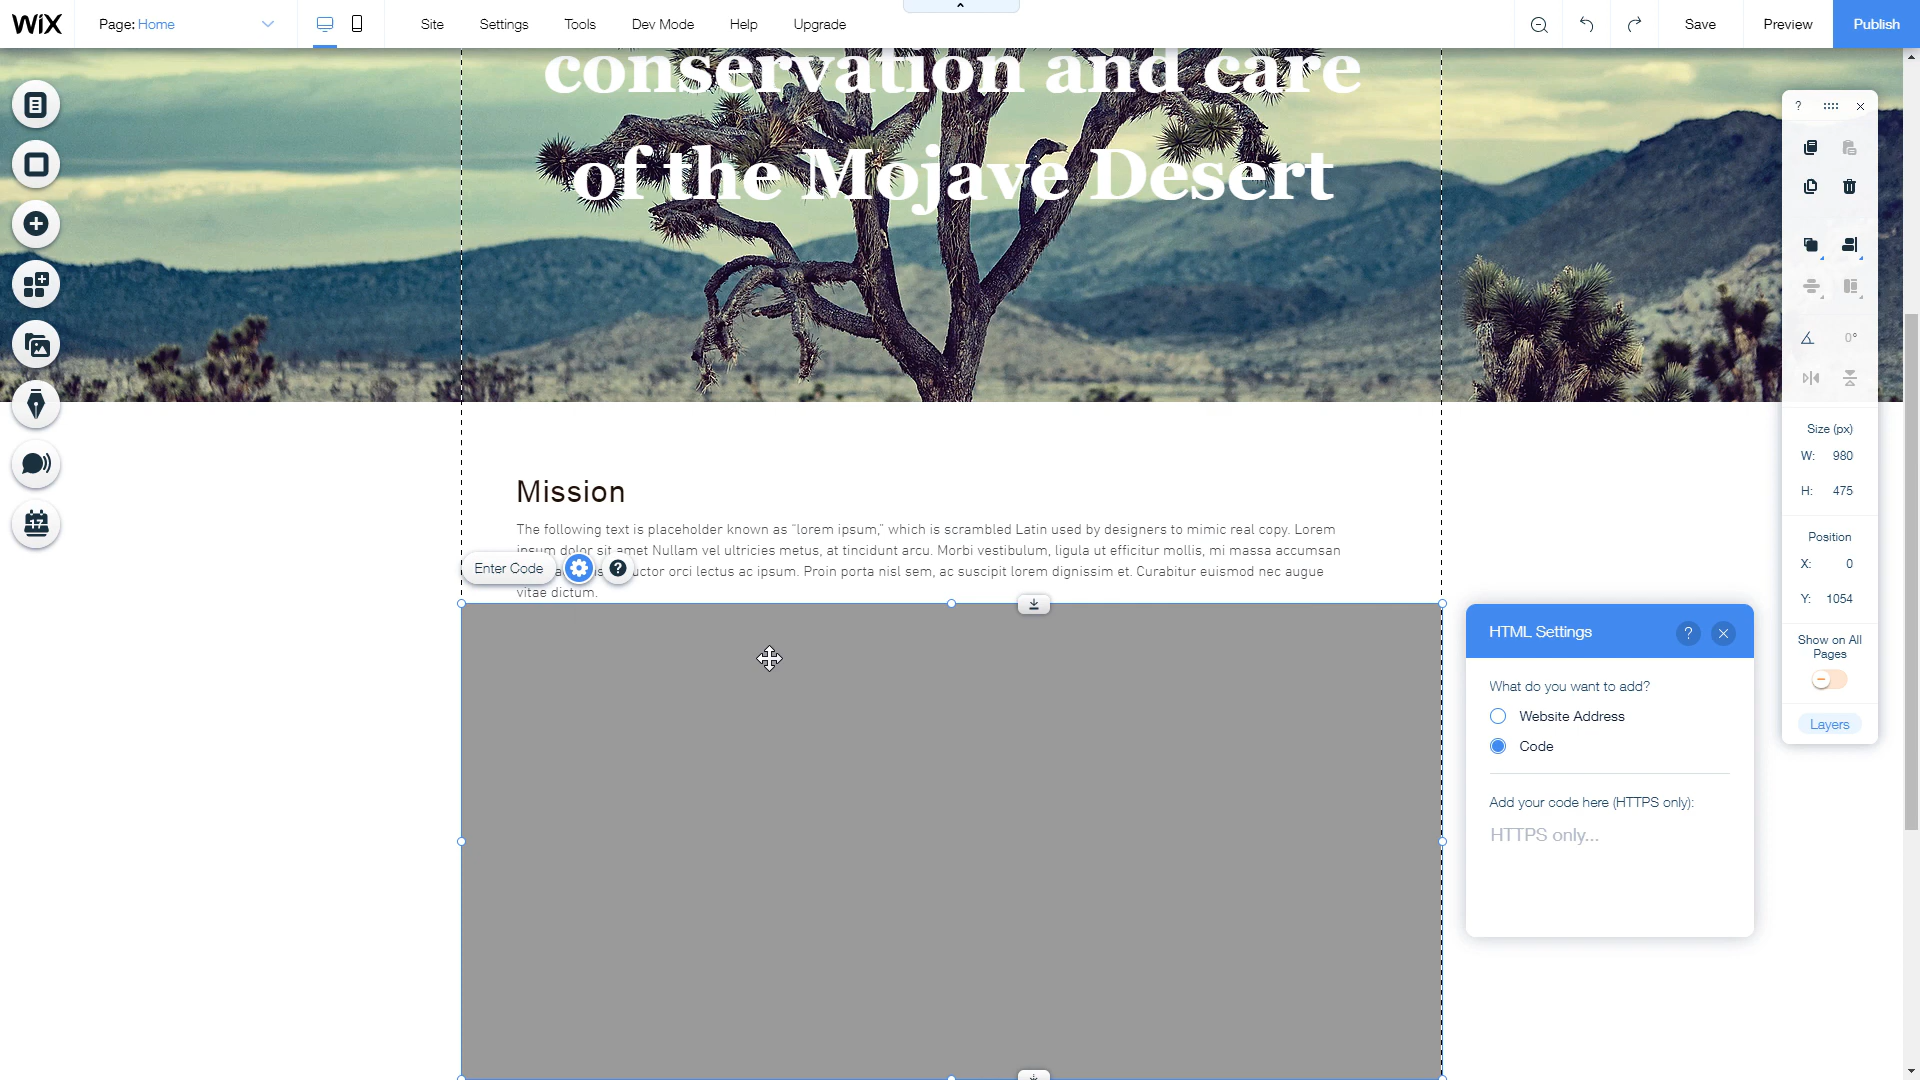 WiX Page: Home Site Settings Tools Dev Mode Help Upgrade Save Preview Publish
conservation and care
of the Mojave Desert
? 
0°
Size (px)
W: 980
H: 475
Position
X: 0
Y: 1054
Show on All
Pages
Layers
17
Mission
The following text is placeholder known as "lorem ipsum," which is scrambled Latin used by designers to mimic real copy. Lorem
ipsum dolor sit amet Nullam vel ultricies metus, at tincidunt arcu. Morbi vestibulum, ligula ut efficitur mollis, mi massa accumsan
uctor orci lectus ac ipsum. Proin porta nisl sem, ac suscipit lorem dignissim et. Curabitur euismod nec augue
vitae dictum.
Enter Code ?
HTML Settings ?
What do you want to add?
Website Address
Code
Add your code here (HTTPS only):
HTTPS only...